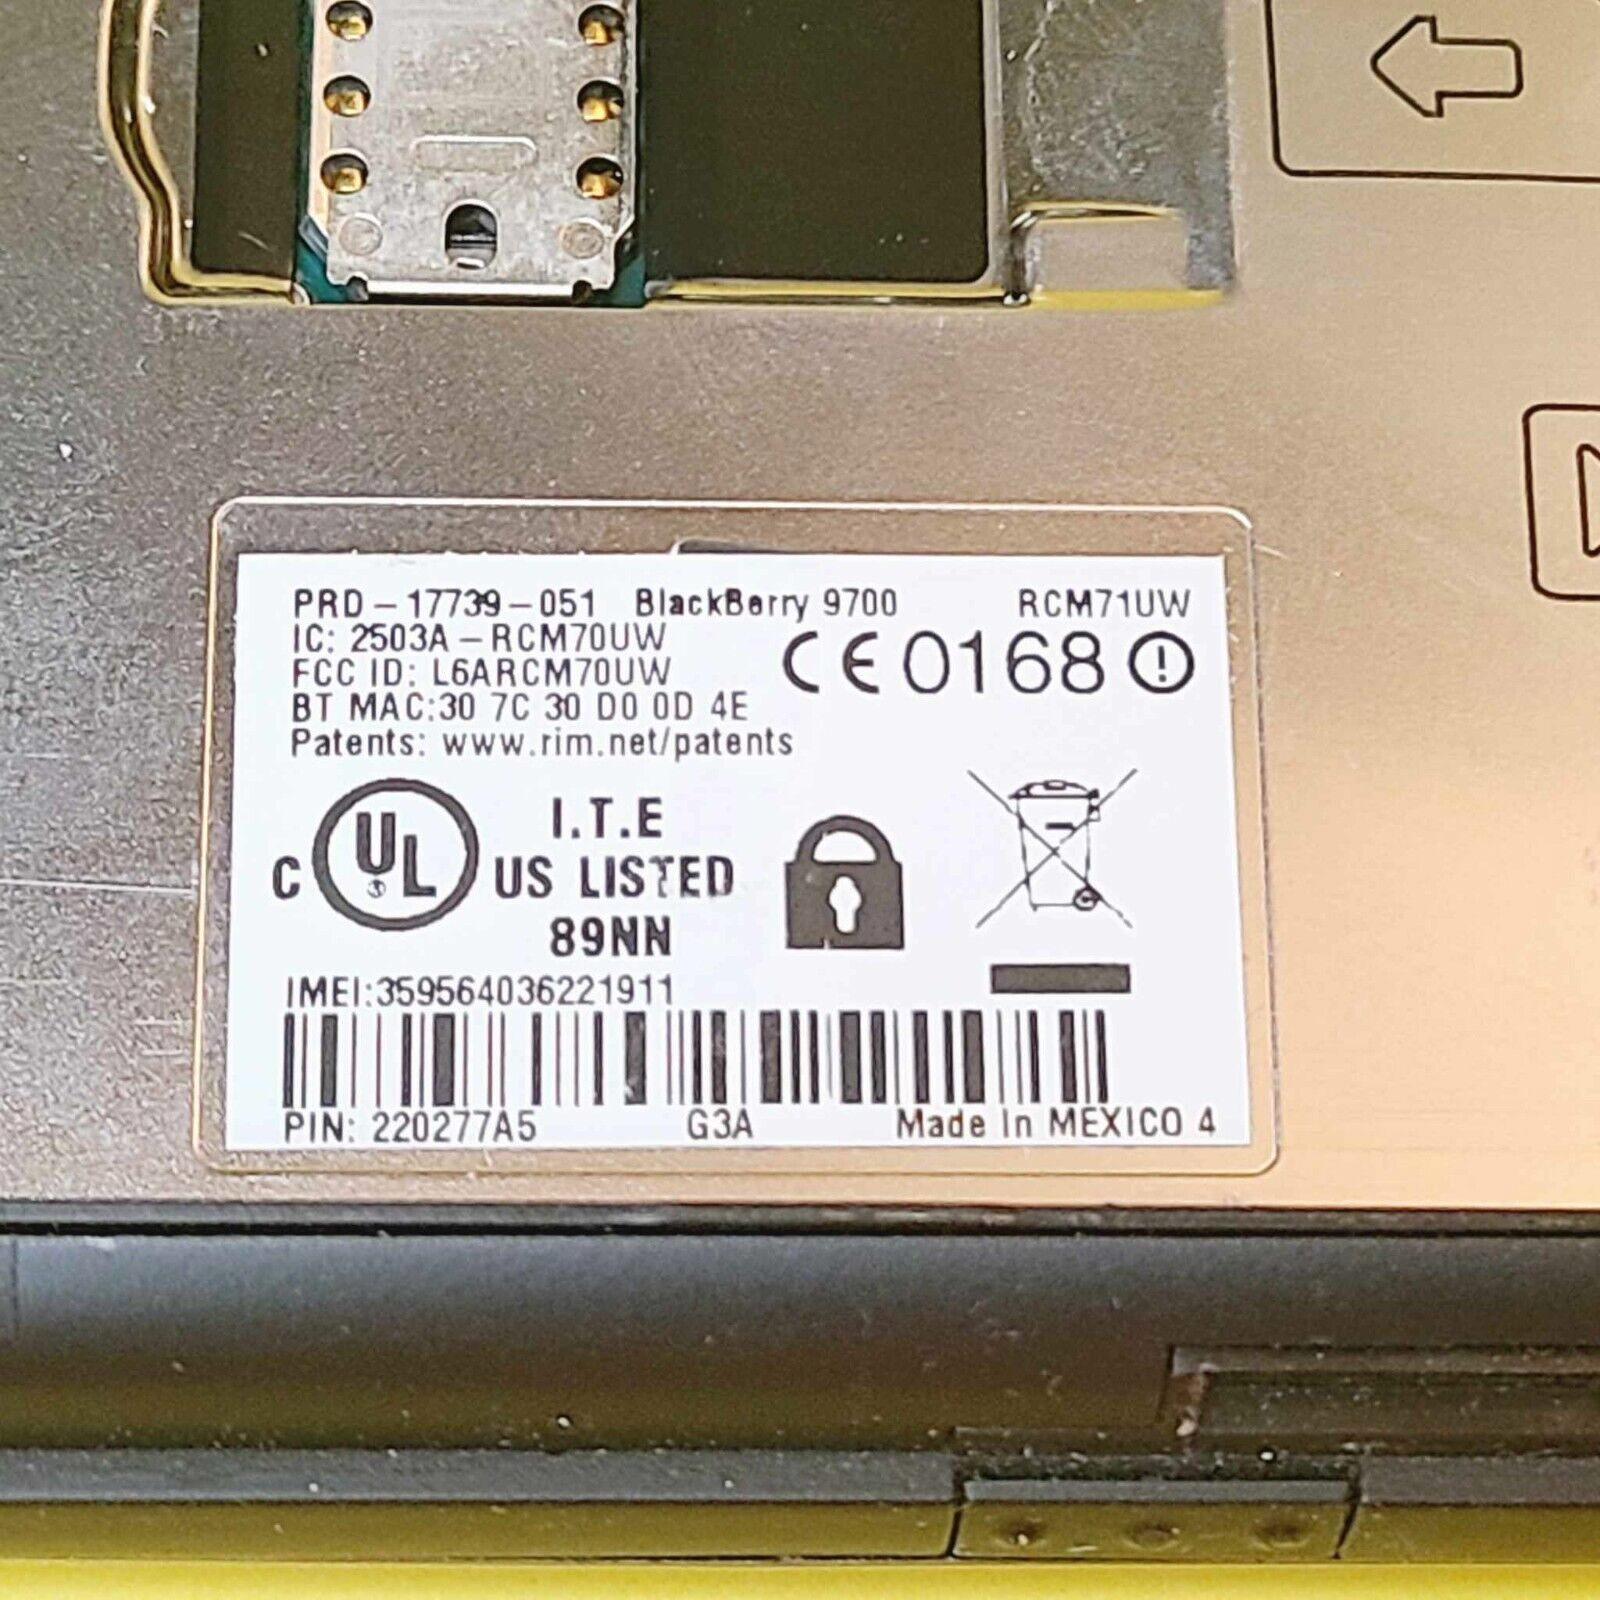 PRD-17739-051 BlackBerry 9700 RCM71UW
IC: 2503A-RCM70UW
FCC ID: L6ARCM70UW
CE0168
BT MAC:30 7C 30 D0 0D 4E
Patents: www.rim.net/patents
I.T.E
C UL US LISTED
89NN
IMEI:359564036221911
PIN: 220277A5 G3A Made In MEXICO 4